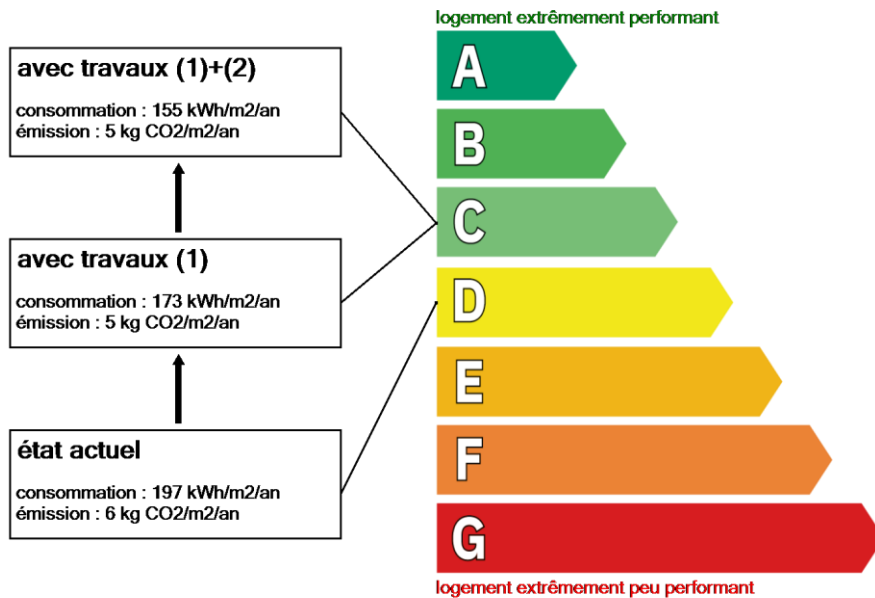 logement extrêmement performant
avec travaux (1)+(2)
consommation : 155 kWh/m2/an
émission : 5 kg CO2/m2/an
avec travaux (1)
consommation : 173 kWh/m2/an
émission : 5 kg CO2/m2/an
état actuel
consommation : 197 kWh/m2/an
émission : 6 kg CO2/m2/an
A
B
C
D
E
F
G
logement extrêmement peu performant